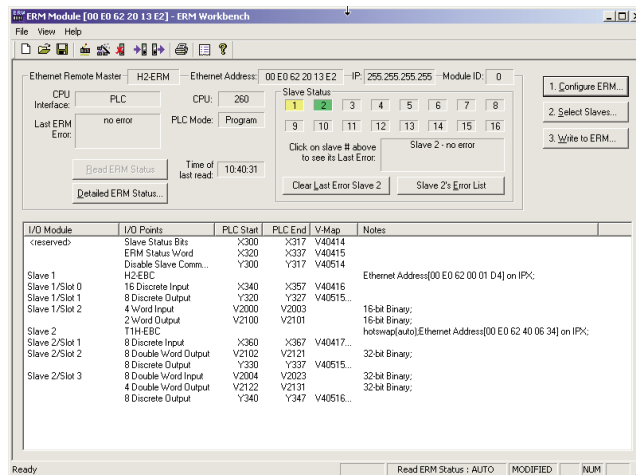 ERM Module [00 E0 62 20 13 E2] - ERM Workbench
File View Help
Ethernet Remote Master H2-ERM Ethernet Address: 00 E0 62 20 13 E2 IP: 255.255.255.255 Module ID: 0
CPU Interface: PLC CPU: 260
Last ERM Error: no error PLC Mode: Program
Read ERM Status Time of last read: 10:40:31
Detailed ERM Status...
Slave Status
1 2 3 4 5 6 7 8
9 10 11 12 13 14 15 16
Click on slave # above to see its Last Error: Slave 2 - no error
Clear Last Error Slave 2 Slave 2's Error List
1. Configure ERM...
2. Select Slaves...
3. Write to ERM...
I/O Module I/O Points PLC Start PLC End V-Map Notes
<reserved> Slave Status Bits X300 X317 V40414
ERM Status Word X320 X337 V40415
Disable Slave Comm... Y300 Y317 V40514
Slave 1 H2-EBC Ethernet Address[00 E0 62 00 01 D4] on IPX;
Slave 1/Slot 0 16 Discrete Input X340 X357 V40416
Slave 1/Slot 1 8 Discrete Output Y320 Y327 V40515...
Slave 1/Slot 2 4 Word Input V2000 V2003 16-bit Binary;
2 Word Output V2100 V2101 16-bit Binary;
Slave 2 T1H-EBC hotswap(auto);Ethernet Address[00 E0 62 40 06 34] on IPX;
Slave 2/Slot 1 8 Discrete Input X360 X367 V40417...
Slave 2/Slot 2 8 Double Word Output V2102 V2121 32-bit Binary;
8 Discrete Output Y330 Y337 V40515...
Slave 2/Slot 3 8 Double Word Input V2004 V2023 32-bit Binary;
4 Double Word Output V2122 V2131 32-bit Binary;
8 Discrete Output Y340 Y347 V40516...
Ready Read ERM Status : AUTO MODIFIED NUM